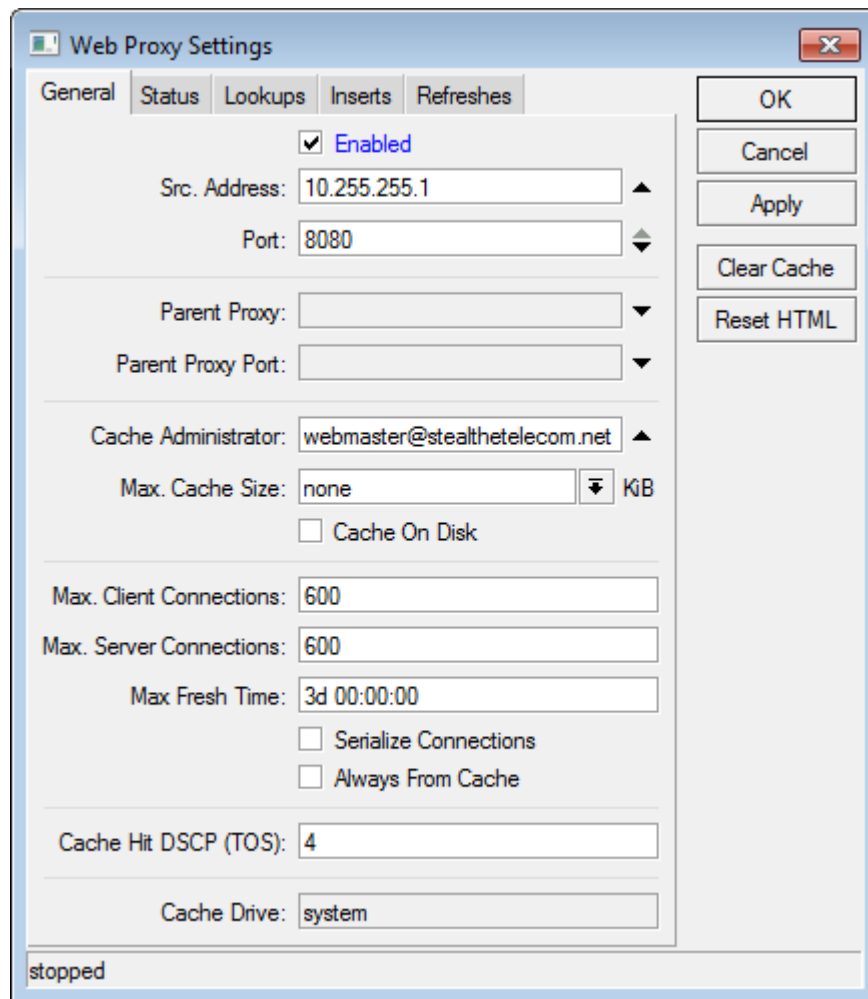 Web Proxy Settings
General Status Lookups Inserts Refreshes
OK
Cancel
Apply
Clear Cache
Reset HTML
Enabled
Src. Address: 10.255.255.1
Port: 8080
Parent Proxy:
Parent Proxy Port:
Cache Administrator: webmaster@stealthetelecom.net
Max. Cache Size: none KiB
Cache On Disk
Max. Client Connections: 600
Max. Server Connections: 600
Max Fresh Time: 3d 00:00:00
Serialize Connections
Always From Cache
Cache Hit DSCP (TOS): 4
Cache Drive: system
stopped